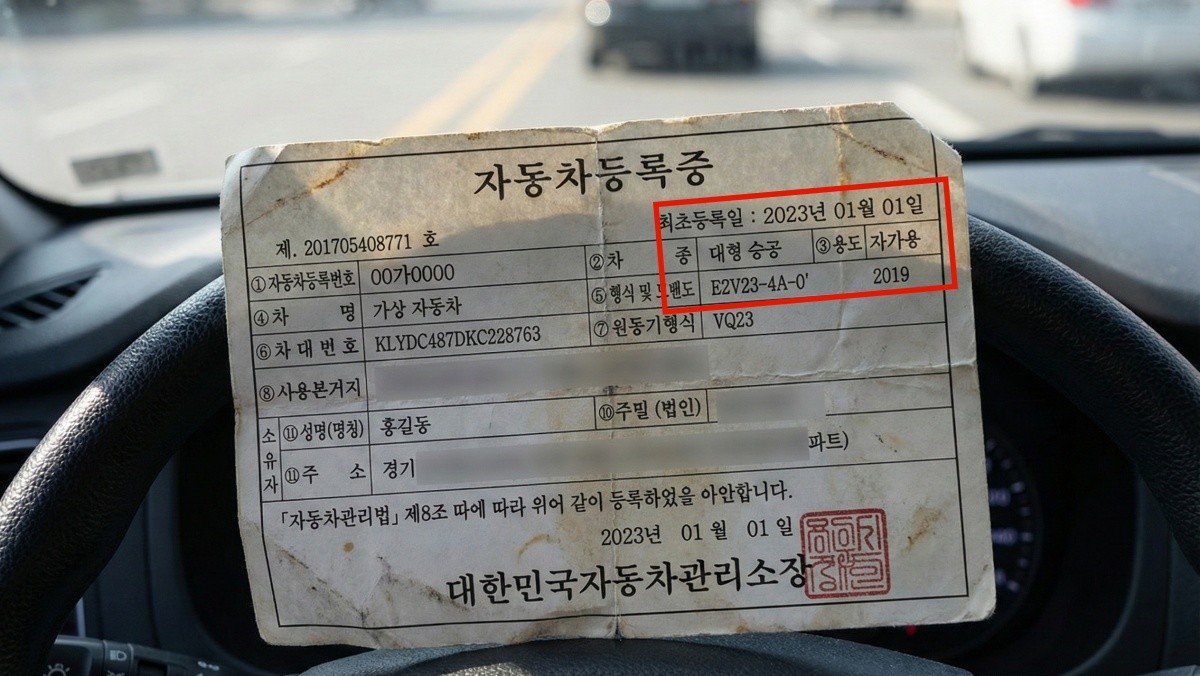 자동차등록중
최초등록일 : 2023년 01월 01일
제. 201705408771 호
①자동차등록번호 00가0000 ②차 종 대형 승공 ③용도 자가용
④차 명 가상 자동차 ⑤형식 및 E2V23-4A-0' 2019
⑥차대번호 KLYDC487DKC228763 ⑦원동기형식 VQ23
⑧사용본거지
소유자 ⑪성명(명칭) 홍길동 ⑩주밀 (법인)
⑪주 소 경기 파트)
「자동차관리법」 제8조 따에 따라 위어 같이 등록하었을 아안합니다.
2023년 01월 01일
대한민국자동차관리소장